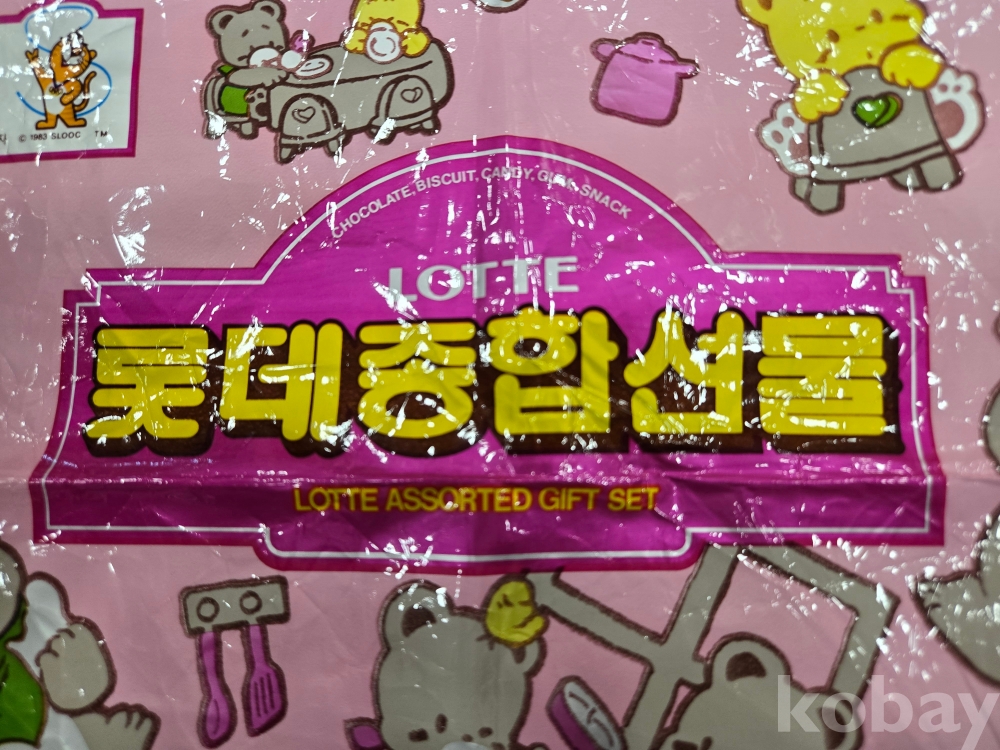 © 1983 SLOOC TM
CHOCOLATE, BISCUIT, CANDY, GUM, SNACK
LOTTE
롯데종합선물
LOTTE ASSORTED GIFT SET
kobay